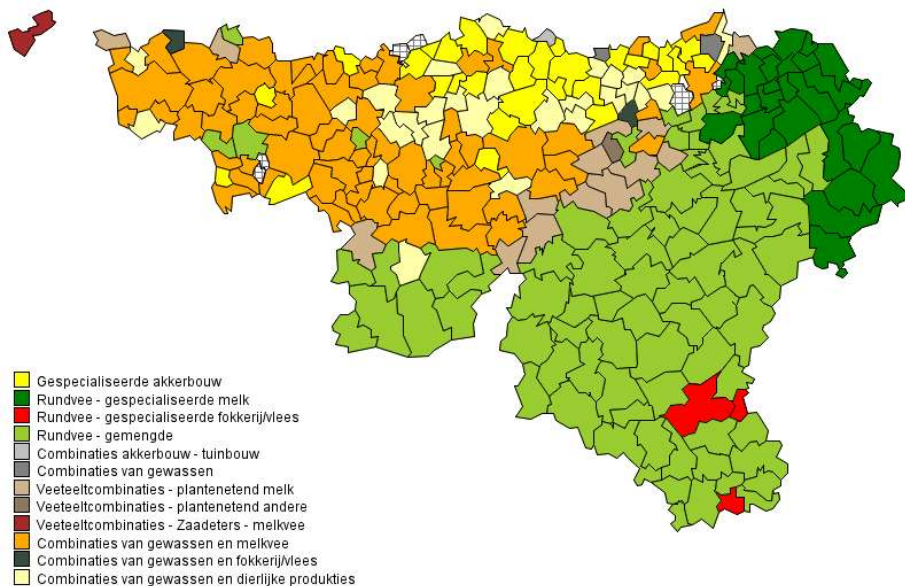 Gespecialiseerde akkerbouw
Rundvee - gespecialiseerde melk
Rundvee - gespecialiseerde fokkerij/vlees
Rundvee - gemengde
Combinaties akkerbouw - tuinbouw
Combinaties van gewassen
Veeteeltcombinaties - plantenetend melk
Veeteeltcombinaties - plantenetend andere
Veeteeltcombinaties - Zaadeters - melkvee
Combinaties van gewassen en melkvee
Combinaties van gewassen en fokkerij/vlees
Combinaties van gewassen en dierlijke produkties